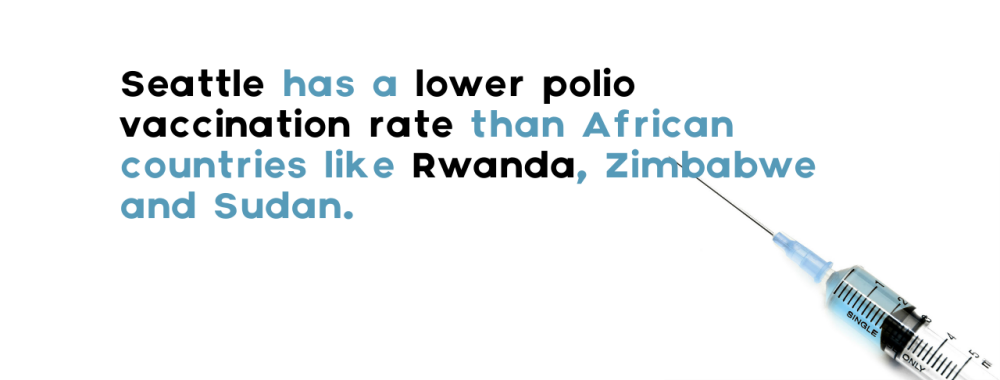 Seattle has a lower polio
vaccination rate than African
countries like Rwanda, Zimbabwe
and Sudan.
1
2
3
4
5
SINGLE
ONLY